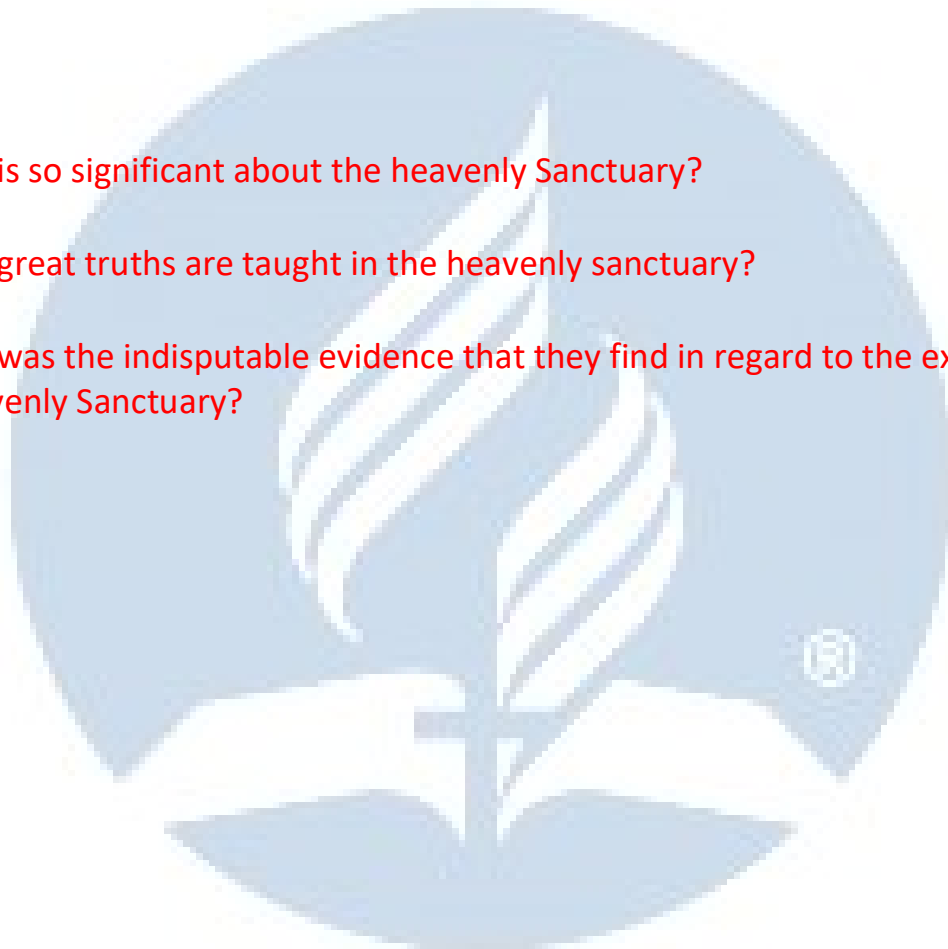 is so significant about the heavenly Sanctuary?
great truths are taught in the heavenly sanctuary?
was the indisputable evidence that they find in regard to the ex
venly Sanctuary?
®